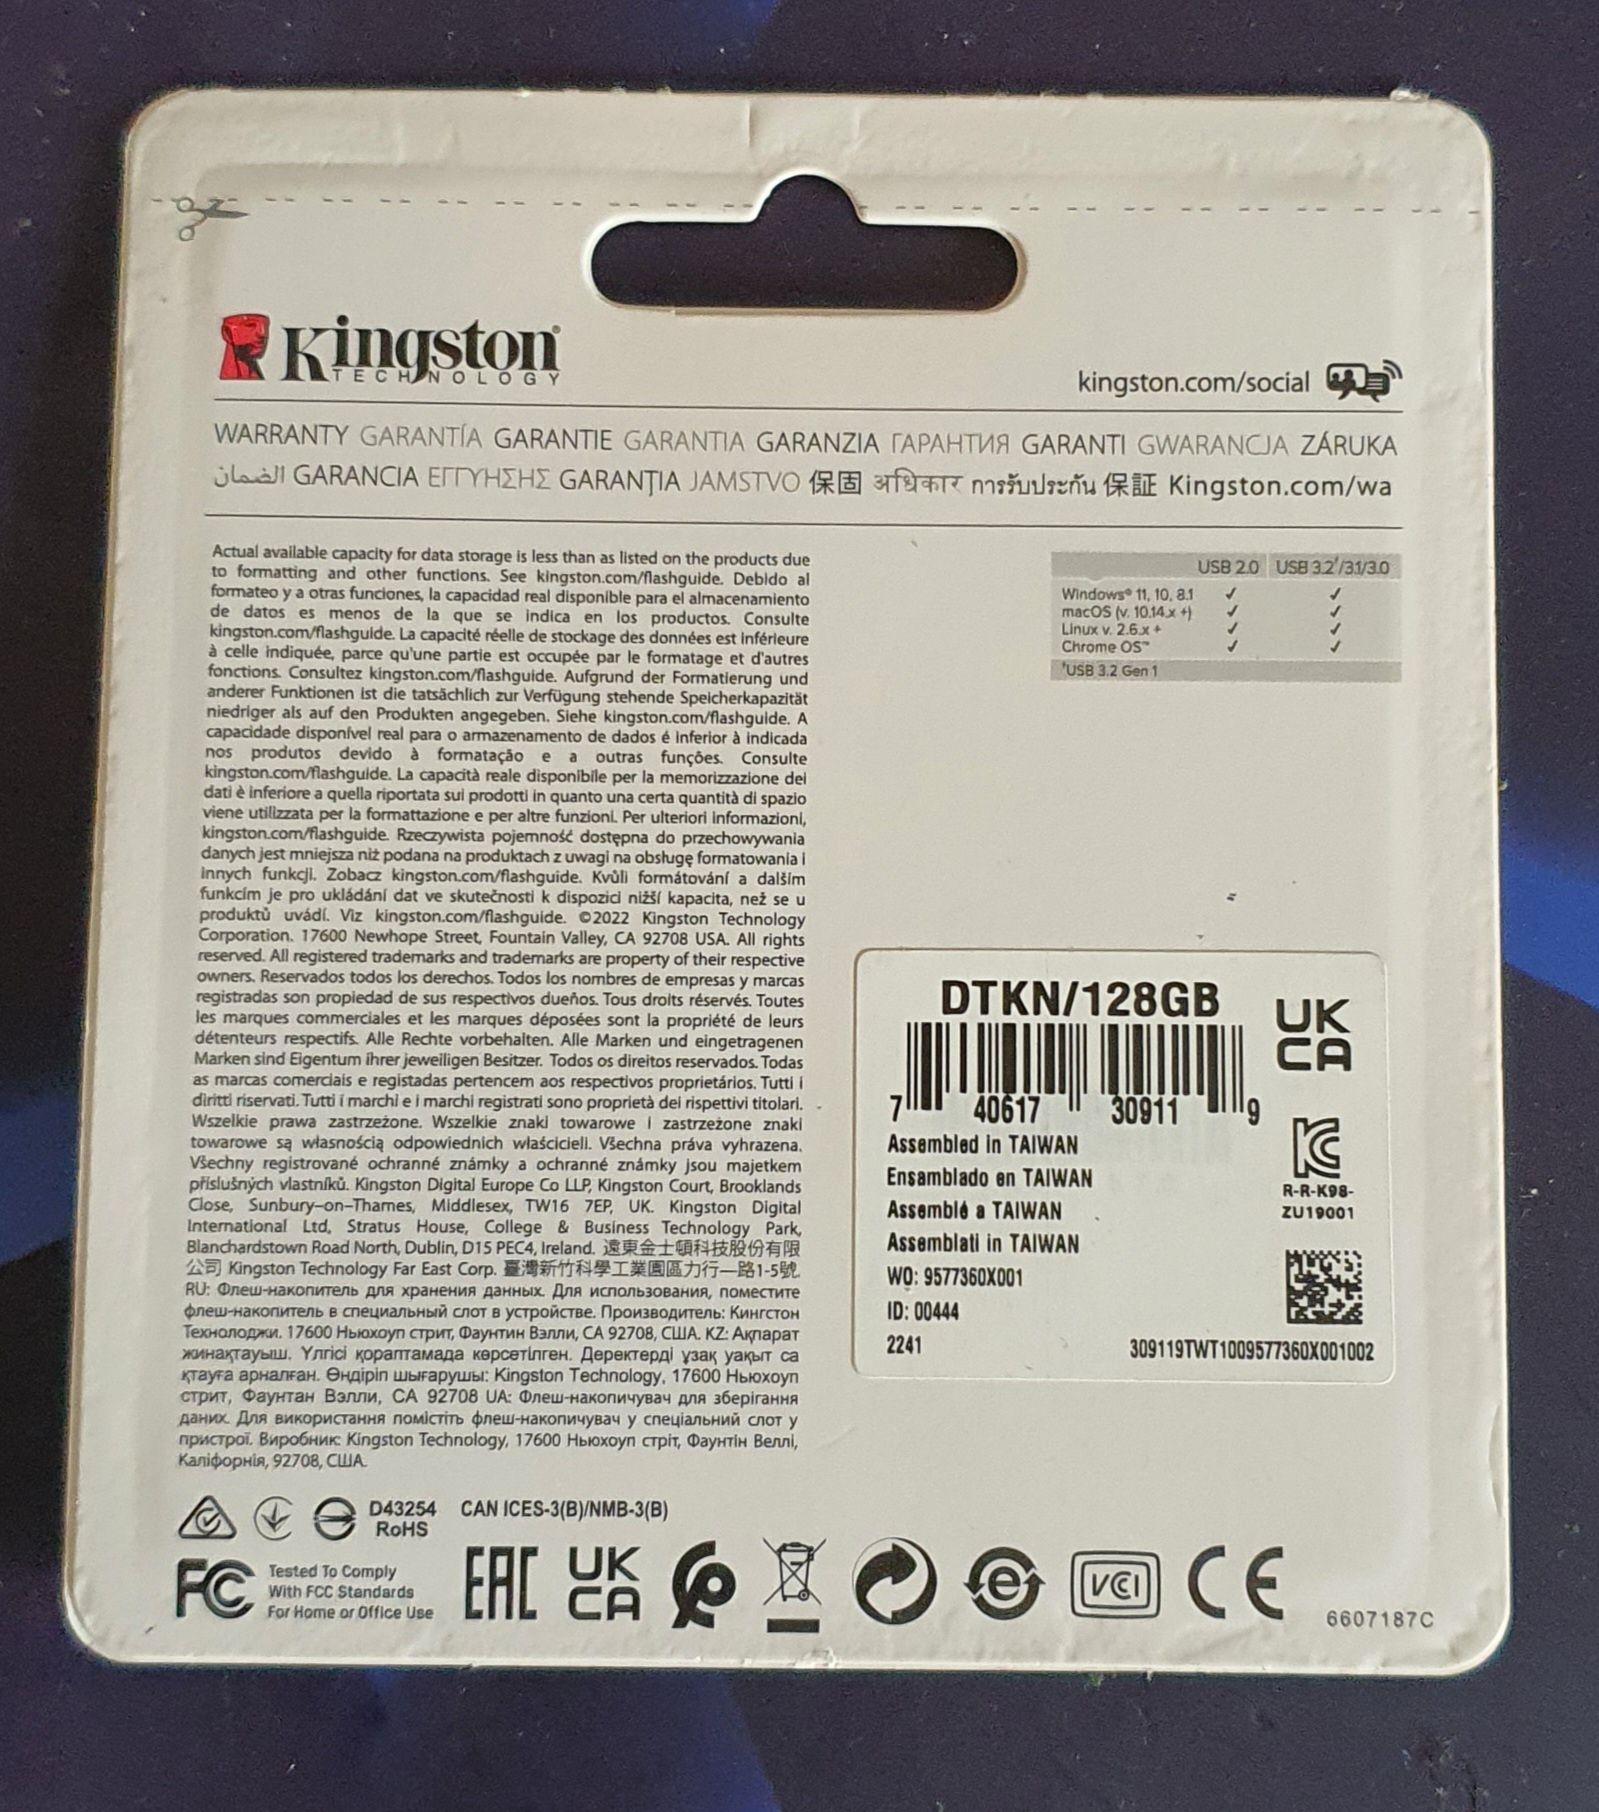 Kingston
TECHNOLOGY
kingston.com/social
WARRANTY GARANTÍA GARANTIE GARANTIA GARANZIA ГАРАНТИЯ GARANTI GWARANCJA ZÁRUKA
الضمان GARANCIA ΕΓΓΥΗΣΗΣ GARANȚIA JAMSTVO 保固 अधिकार การรับประกัน 保証 Kingston.com/wa
Actual available capacity for data storage is less than as listed on the products due
to formatting and other functions. See kingston.com/flashguide. Debido al
formateo y a otras funciones, la capacidad real disponible para el almacenamiento
de datos es menos de la que se indica en los productos. Consulte
kingston.com/flashguide. La capacité réelle de stockage des données est inférieure
à celle indiquée, parce qu'une partie est occupée par le formatage et d'autres
fonctions. Consultez kingston.com/flashguide. Aufgrund der Formatierung und
anderer Funktionen ist die tatsächlich zur Verfügung stehende Speicherkapazität
niedriger als auf den Produkten angegeben. Siehe kingston.com/flashguide. A
capacidade disponível real para o armazenamento de dados é inferior à indicada
nos produtos devido à formatação e a outras funções. Consulte
kingston.com/flashguide. La capacità reale disponibile per la memorizzazione dei
dati è inferiore a quella riportata sui prodotti in quanto una certa quantità di spazio
viene utilizzata per la formattazione e per altre funzioni. Per ulteriori informazioni,
kingston.com/flashguide. Rzeczywista pojemność dostępna do przechowywania
danych jest mniejsza niż podana na produktach z uwagi na obsługę formatowania i
innych funkcji. Zobacz kingston.com/flashguide. Kvůli formátování a dalším
funkcím je pro ukládání dat ve skutečnosti k dispozici nižší kapacita, než se u
produktů uvádí. Viz kingston.com/flashguide. ©2022 Kingston Technology
Corporation. 17600 Newhope Street, Fountain Valley, CA 92708 USA. All rights
reserved. All registered trademarks and trademarks are property of their respective
owners. Reservados todos los derechos. Todos los nombres de empresas y marcas
registradas son propiedad de sus respectivos dueños. Tous droits réservés. Toutes
les marques commerciales et les marques déposées sont la propriété de leurs
détenteurs respectifs. Alle Rechte vorbehalten. Alle Marken und eingetragenen
Marken sind Eigentum ihrer jeweiligen Besitzer. Todos os direitos reservados. Todas
as marcas comerciais e registadas pertencem aos respectivos proprietários. Tutti i
diritti riservati. Tutti i marchi e i marchi registrati sono proprietà dei rispettivi titolari.
Wszelkie prawa zastrzeżone. Wszelkie znaki towarowe i zastrzeżone znaki
towarowe są własnością odpowiednich właścicieli. Všechna práva vyhrazena.
Všechny registrované ochranné známky a ochranné známky jsou majetkem
příslušných vlastníků. Kingston Digital Europe Co LLP, Kingston Court, Brooklands
Close, Sunbury-on-Thames, Middlesex, TW16 7EP, UK. Kingston Digital
International Ltd, Stratus House, College & Business Technology Park,
Blanchardstown Road North, Dublin, D15 PEC4, Ireland. 遠東金士頓科技股份有限
公司 Kingston Technology Far East Corp. 臺灣新竹科學工業園區力行一路1-5號.
RU: Флеш-накопитель для хранения данных. Для использования, поместите
флеш-накопитель в специальный слот в устройстве. Производитель: Кингстон
Технолоджи. 17600 Ньюхоуп стрит, Фаунтин Вэлли, CA 92708, США. KZ: Ақпарат
жинақтауыш. Үлгісі қораптамада көрсетілген. Деректерді ұзақ уақыт са
қтауға арналған. Өндіріп шығарушы: Kingston Technology, 17600 Ньюхоуп
стрит, Фаунтан Вэлли, CA 92708 UA: Флеш-накопичувач для зберігання
даних. Для використання помістіть флеш-накопичувач у спеціальний слот у
пристрої. Виробник: Kingston Technology, 17600 Ньюхоуп стріт, Фаунтін Веллі,
Каліфорнія, 92708, США.
USB 2.0 USB 3.2†/3.1/3.0
Windows® 11, 10, 8.1 ✓ ✓
macOS (v. 10.14.x +) ✓ ✓
Linux v. 2.6.x + ✓ ✓
Chrome OS™ ✓ ✓
†USB 3.2 Gen 1
DTKN/128GB
UK
CA
7 40617 30911 9
Assembled in TAIWAN
Ensamblado en TAIWAN
Assemblé a TAIWAN
Assemblati in TAIWAN
WO: 9577360X001
ID: 00444
2241
R-R-K98-
ZU19001
309119TWT1009577360X001002
D43254
RoHS
CAN ICES-3(B)/NMB-3(B)
FC
Tested To Comply
With FCC Standards
For Home or Office Use
EAC
UK
CA
e
VCI
CE
6607187C